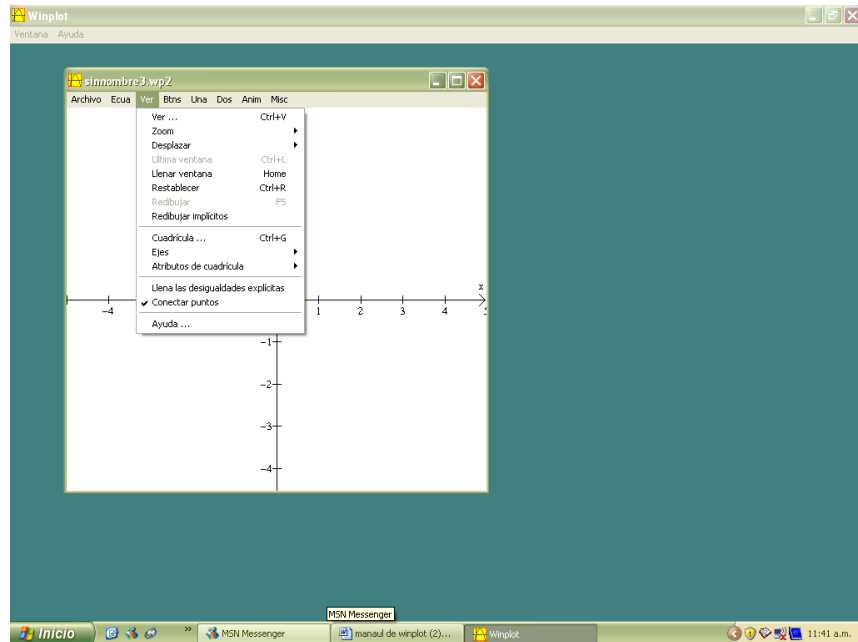 Winplot
Ventana Ayuda
sinnombre3.wp2
Archivo Ecua Ver Btns Una Dos Anim Misc
Ver ... Ctrl+V
Zoom
Desplazar
Ultima ventana Ctrl+L
Llenar ventana Home
Restablecer Ctrl+R
Redibujar F5
Redibujar implícitos
Cuadrícula ... Ctrl+G
Ejes
Atributos de cuadrícula
Llena las desigualdades explícitas
Conectar puntos
Ayuda ...
x
-4 1 2 3 4
-1
-2
-3
-4
MSN Messenger
Inicio » MSN Messenger manaul de winplot (2)... Winplot 11:41 a.m.